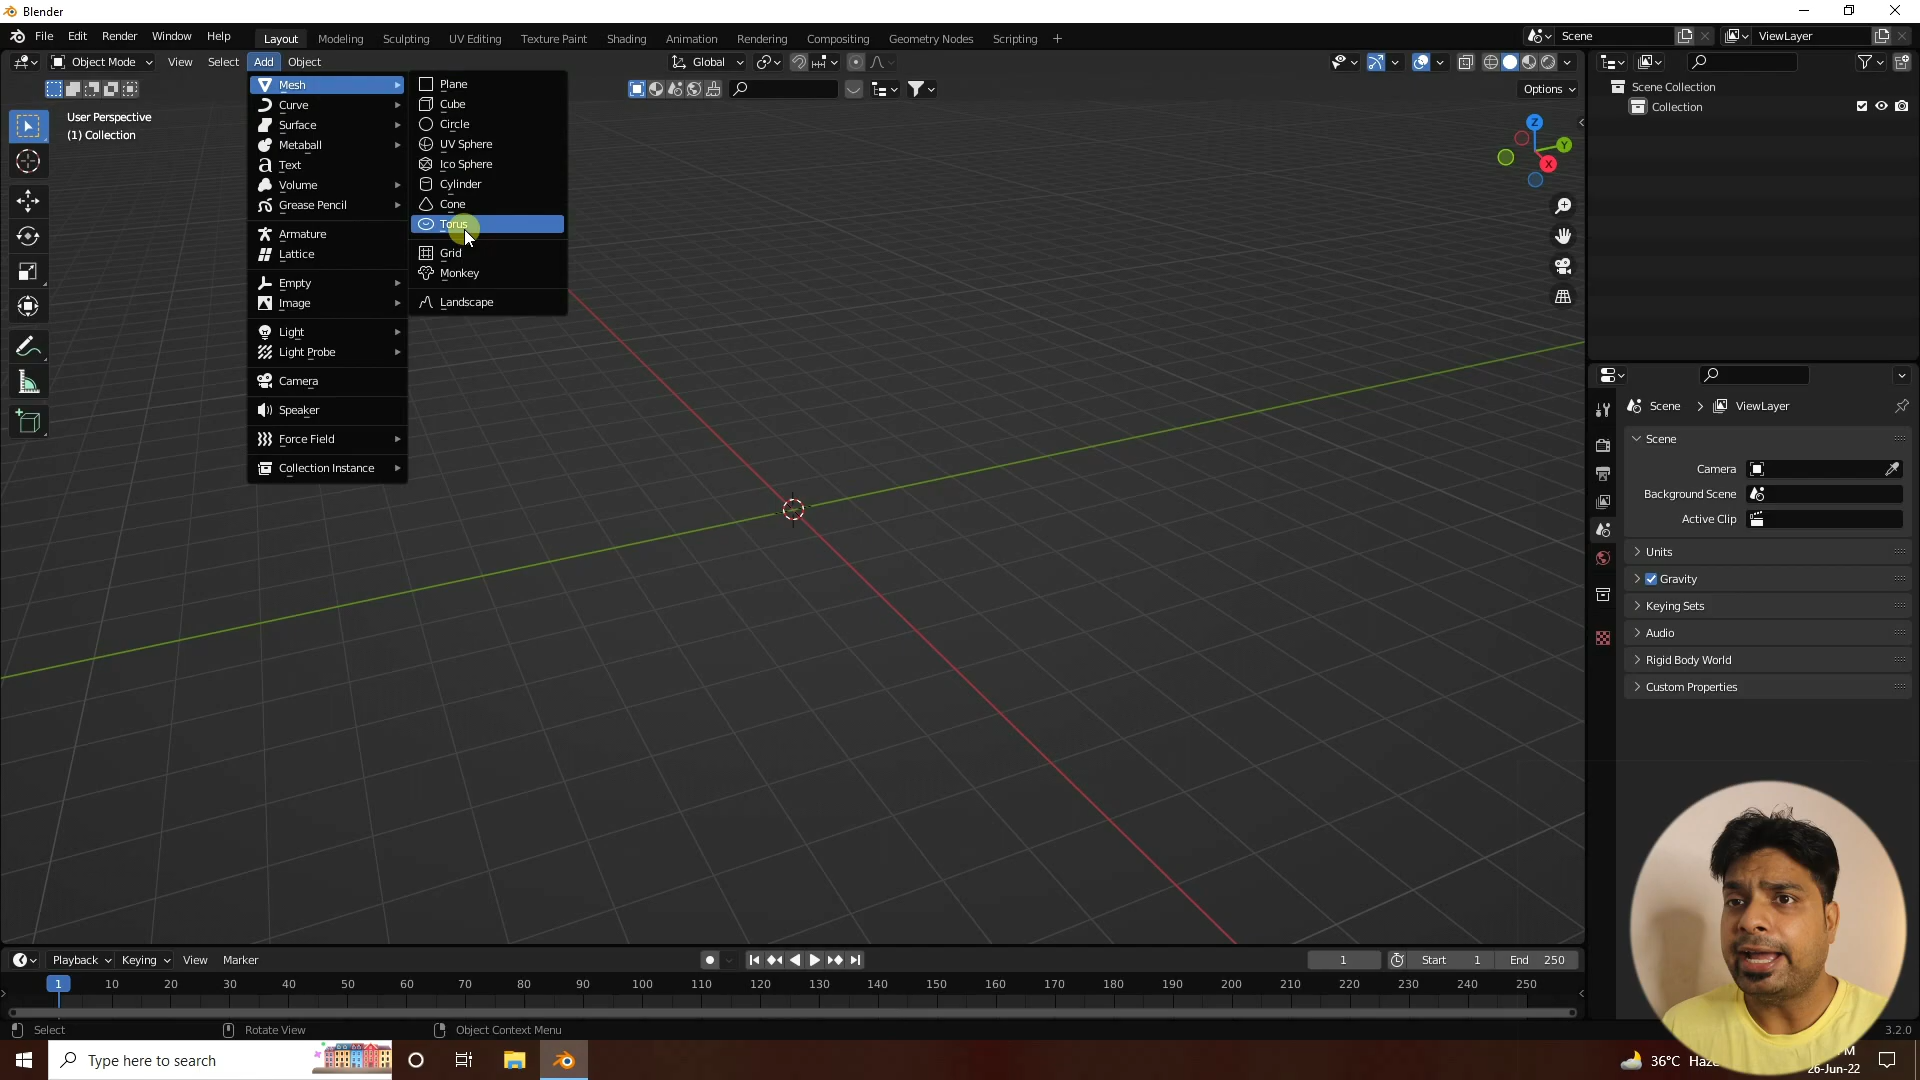 Blender
File Edit Render Window Help Layout Modeling Sculpting UV Editing Texture Paint Shading Animation Rendering Compositing Geometry Nodes Scripting + Scene ViewLayer
Object Mode View Select Add Object Global
Options
User Perspective
(1) Collection
Mesh
Curve
Surface
Metaball
Text
Volume
Grease Pencil
Armature
Lattice
Empty
Image
Light
Light Probe
Camera
Speaker
Force Field
Collection Instance
Plane
Cube
Circle
UV Sphere
Ico Sphere
Cylinder
Cone
Torus
Grid
Monkey
Landscape
Z
Y
X
Scene Collection
Collection
Scene > ViewLayer
Scene
Camera
Background Scene
Active Clip
Units
Gravity
Keying Sets
Audio
Rigid Body World
Custom Properties
Playback Keying View Marker 1 Start 1 End 250
1 10 20 30 40 50 60 70 80 90 100 110 120 130 140 150 160 170 180 190 200 210 220 230 240 250
Select Rotate View Object Context Menu 3.2.0
Type here to search
36°C
26-Jun-22